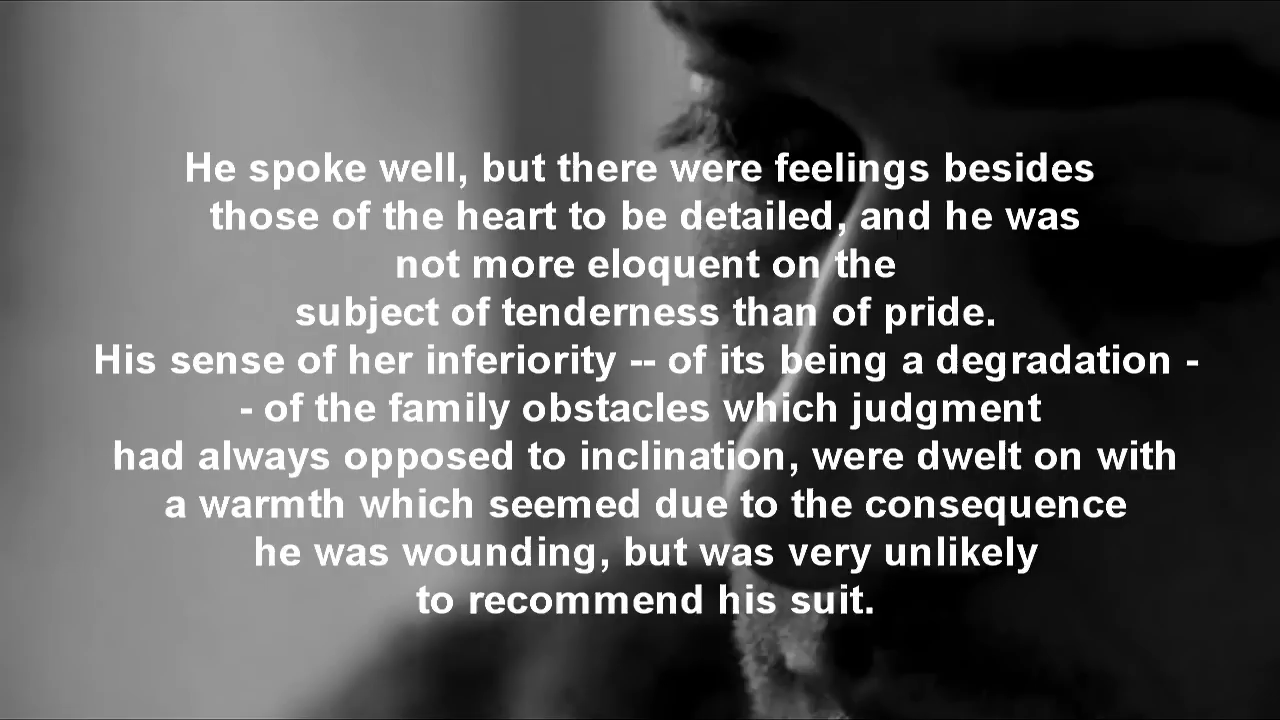 He spoke well, but there were feelings besides
those of the heart to be detailed, and he was
not more eloquent on the
subject of tenderness than of pride.
His sense of her inferiority -- of its being a degradation -
- of the family obstacles which judgment
had always opposed to inclination, were dwelt on with
a warmth which seemed due to the consequence
he was wounding, but was very unlikely
to recommend his suit.